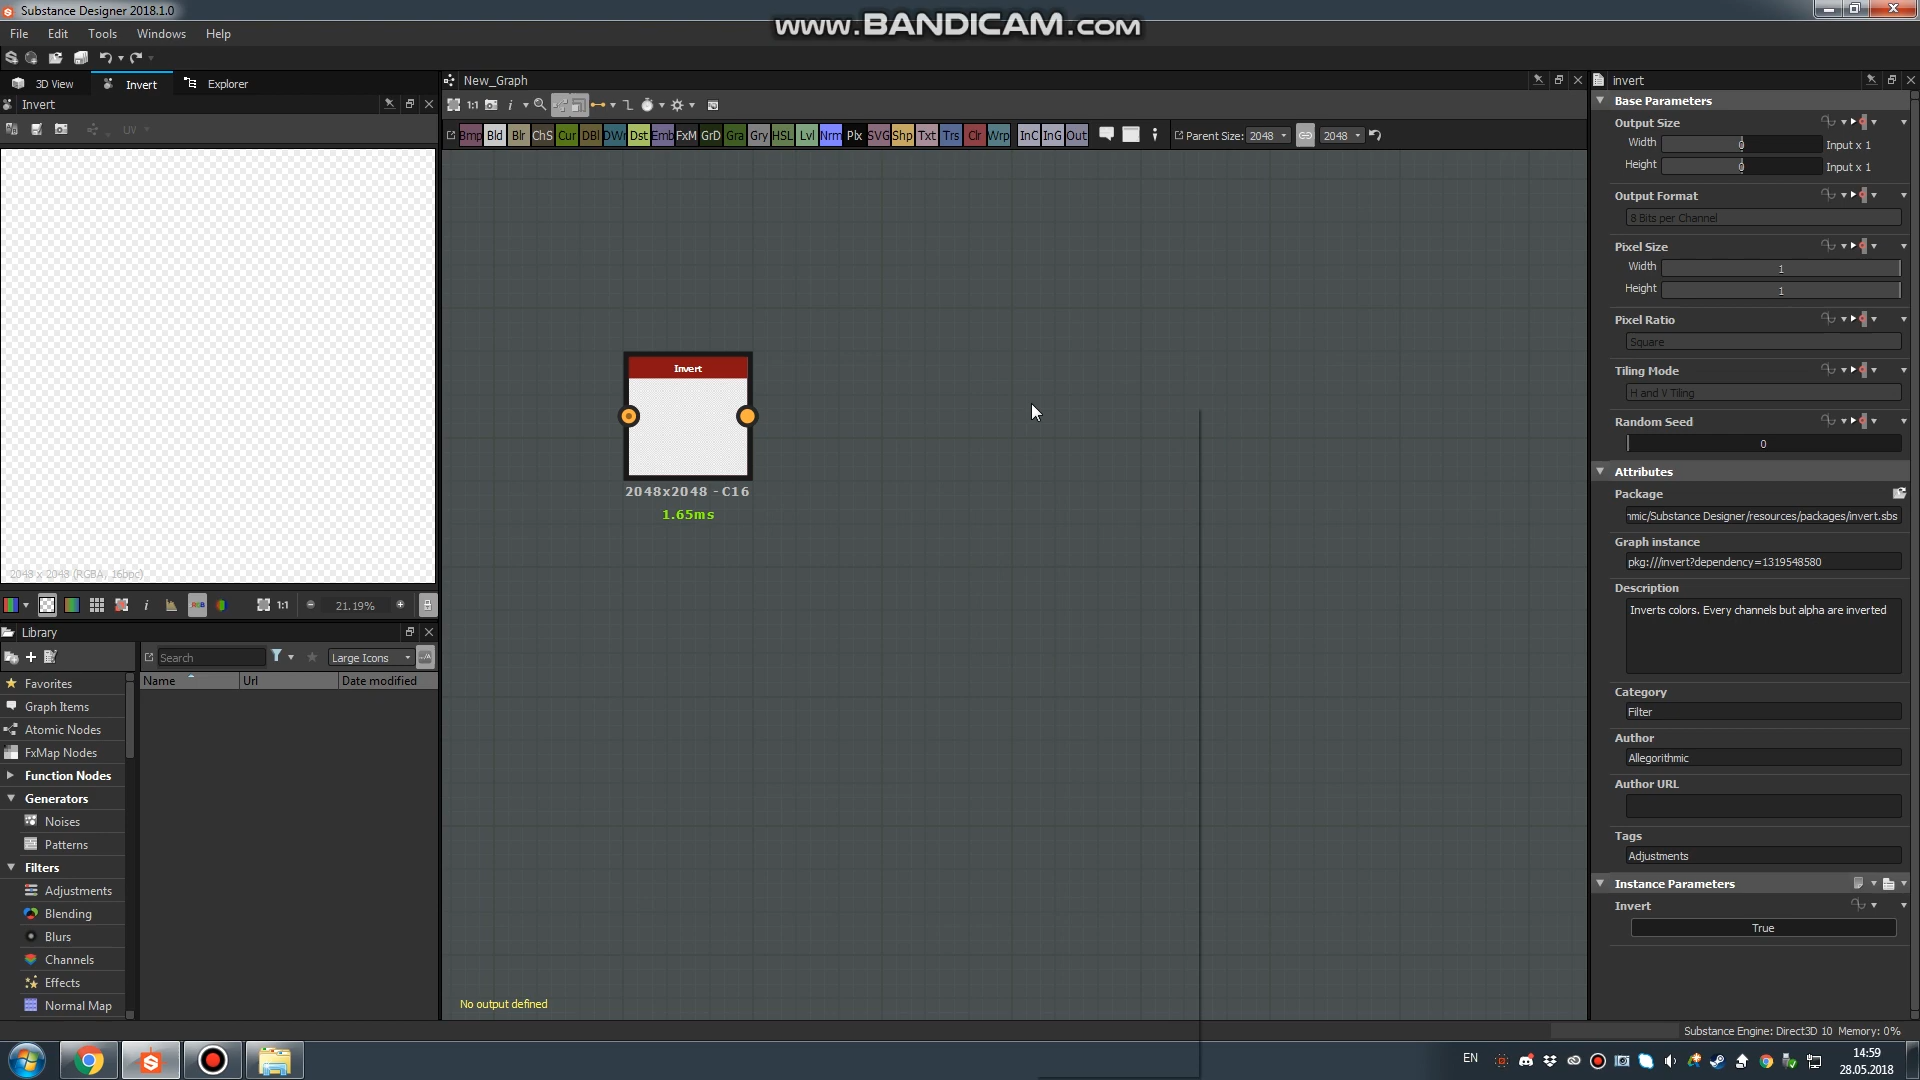 Substance Designer 2018.1.0
www.BANDICAM.com
File Edit Tools Windows Help
3D View Invert Explorer
Invert
UV
2048 x 2048 (RGBA, 16bpc)
1:1 21.19%
Library
Search Large Icons
Name Url Date modified
Favorites
Graph Items
Atomic Nodes
FxMap Nodes
Function Nodes
Generators
Noises
Patterns
Filters
Adjustments
Blending
Blurs
Channels
Effects
Normal Map
New_Graph
1:1
Bmp Bld Blr ChS Cur DBl DWr Dst Emb FxM GrD Gra Gry HSL Lvl Nrm Plx SVG Shp Txt Trs Clr Wrp InC InG Out Parent Size: 2048 2048
Invert
2048x2048 - C16
1.65ms
No output defined
invert
Base Parameters
Output Size
Width 0 Input x 1
Height 0 Input x 1
Output Format
8 Bits per Channel
Pixel Size
Width 1
Height 1
Pixel Ratio
Square
Tiling Mode
H and V Tiling
Random Seed
0
Attributes
Package
mic/Substance Designer/resources/packages/invert.sbs
Graph instance
pkg:///invert?dependency=1319548580
Description
Inverts colors. Every channels but alpha are inverted
Category
Filter
Author
Allegorithmic
Author URL
Tags
Adjustments
Instance Parameters
Invert
True
Substance Engine: Direct3D 10 Memory: 0%
EN
14:59
28.05.2018